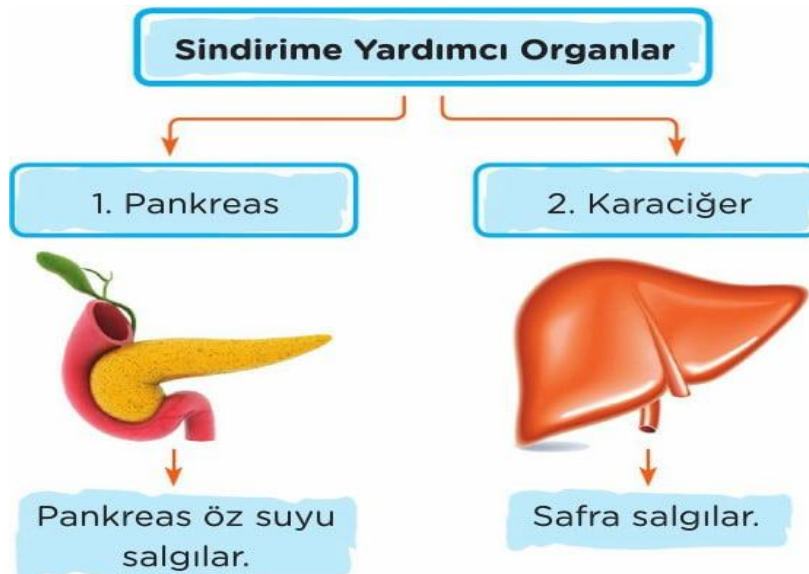 Sindirime Yardımcı Organlar
1. Pankreas
2. Karaciğer
Pankreas öz suyu
salgılar.
Safra salgılar.